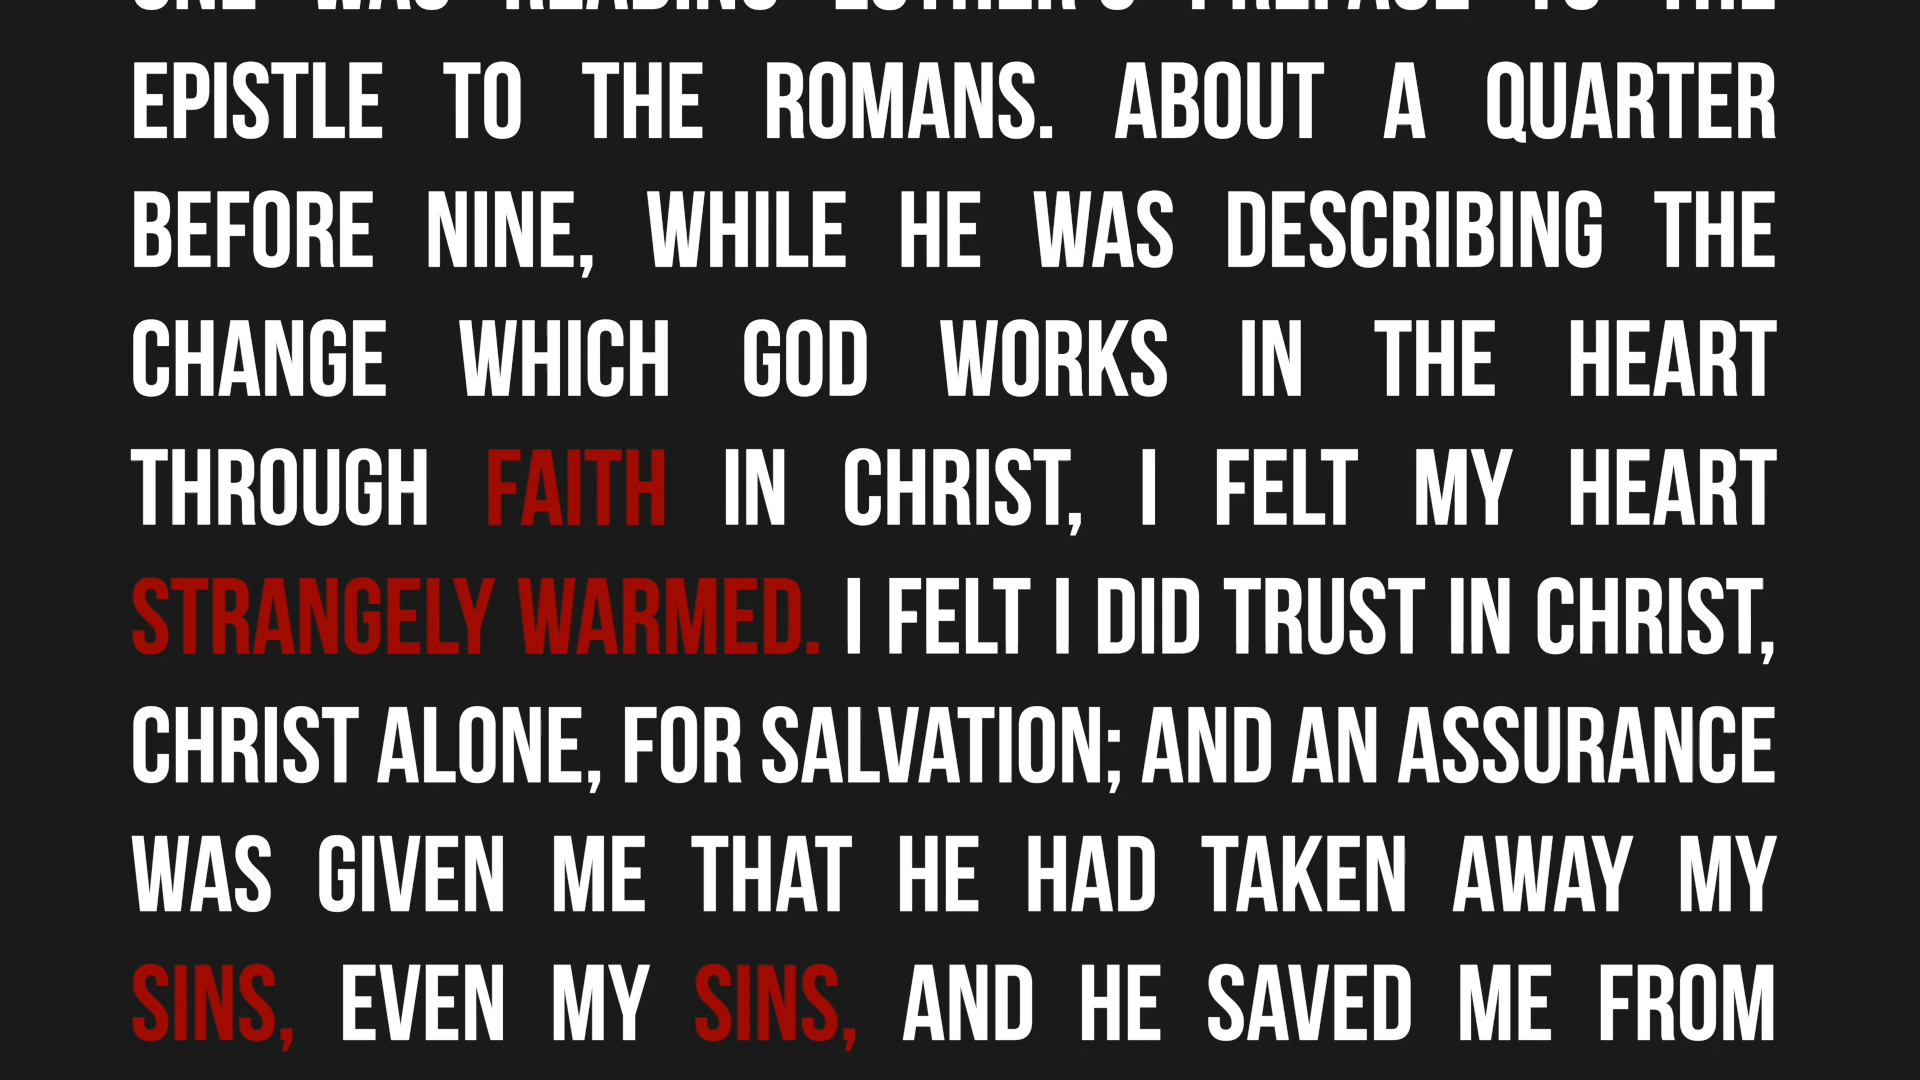 ONE WAS READING LUTHER'S PREFACE TO THE
EPISTLE TO THE ROMANS. ABOUT A QUARTER
BEFORE NINE, WHILE HE WAS DESCRIBING THE
CHANGE WHICH GOD WORKS IN THE HEART
THROUGH FAITH IN CHRIST, I FELT MY HEART
STRANGELY WARMED. I FELT I DID TRUST IN CHRIST,
CHRIST ALONE, FOR SALVATION; AND AN ASSURANCE
WAS GIVEN ME THAT HE HAD TAKEN AWAY MY
SINS, EVEN MY SINS, AND HE SAVED ME FROM